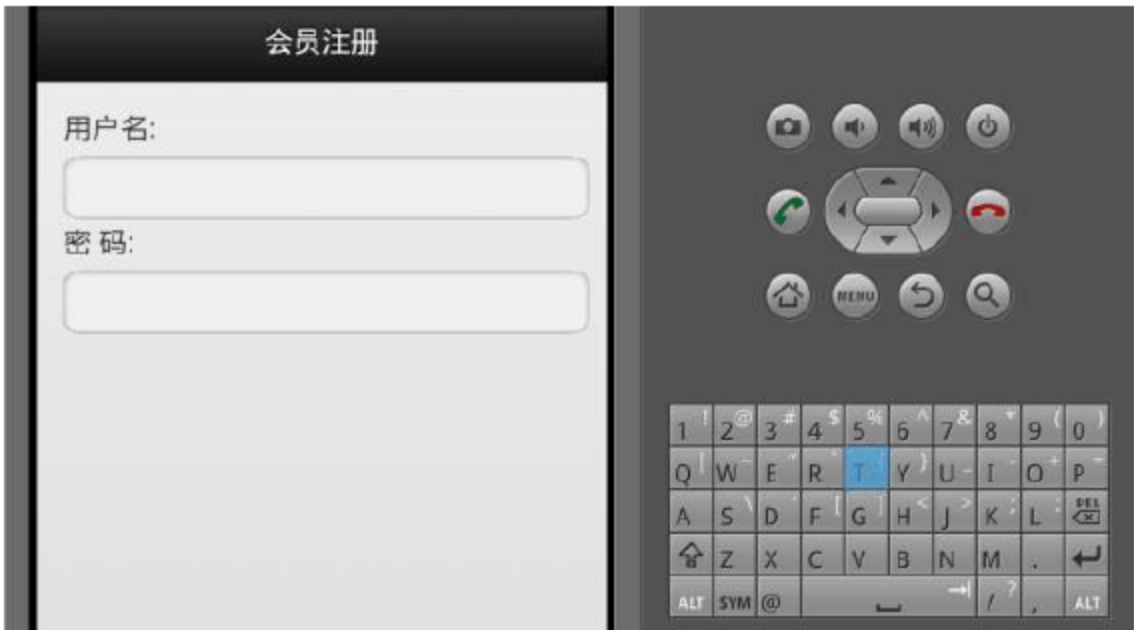 会员注册
用户名:
密 码:
MENU
1 ! 2 @ 3 # 4 $ 5 % 6 ^ 7 & 8 * 9 ( 0 )
Q | W ~ E " R ` T { Y } U _ I - O + P =
A S \ D ' F [ G ] H < J > K ; L : DEL
Z X C V B N M .
ALT SYM @ / ? , ALT